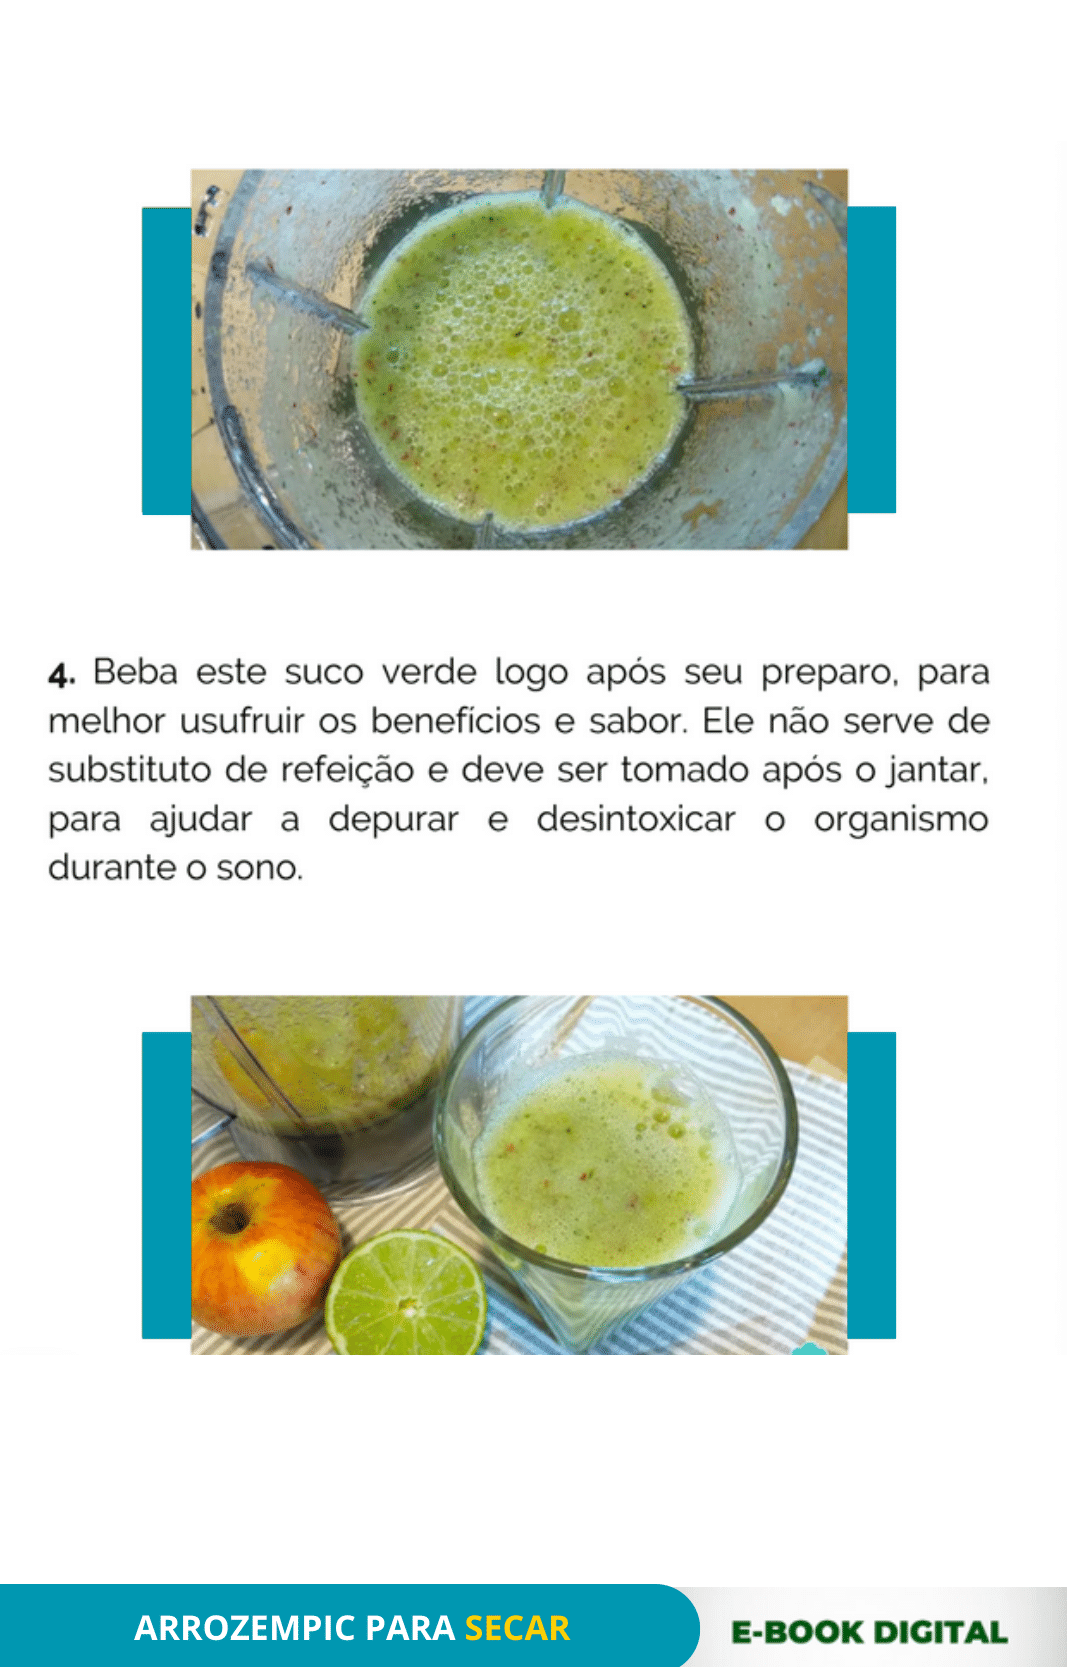 4. Beba este suco verde logo após seu preparo, para
melhor usufruir os benefícios e sabor. Ele não serve de
substituto de refeição e deve ser tomado após o jantar,
para ajudar a depurar e desintoxicar o organismo
durante o sono.
ARROZEMPIC PARA SECAR
E-BOOK DIGITAL